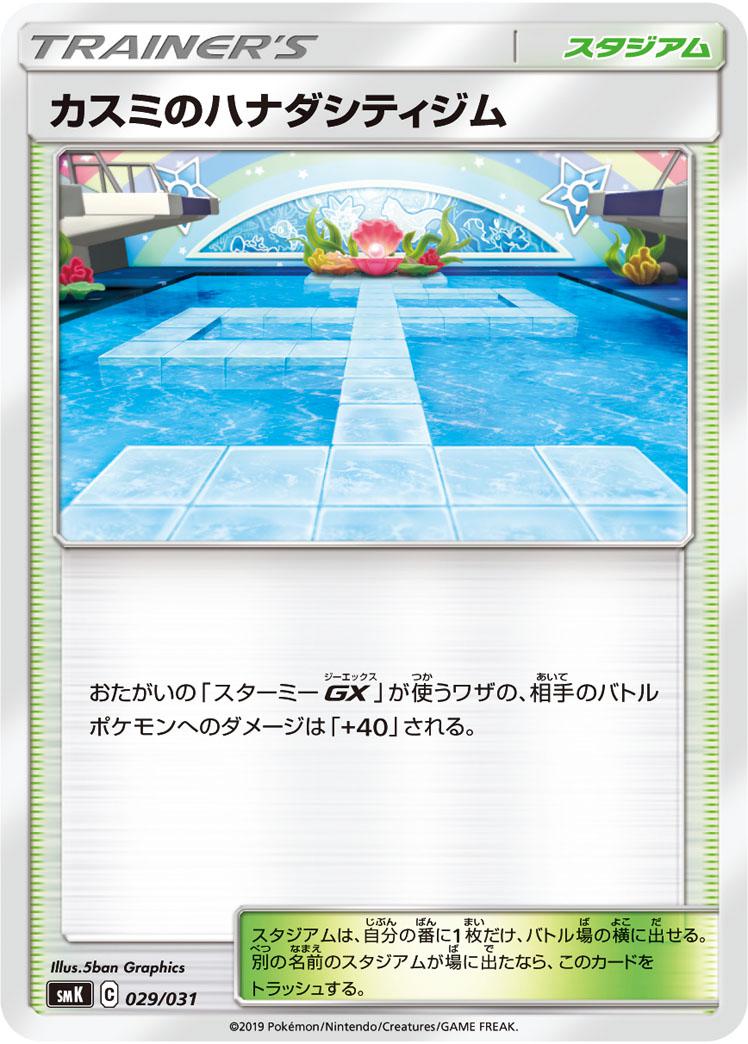 TRAINER'S
スタジアム
カスミのハナダシティジム
ジーエックス つか あいて
おたがいの「スターミーGX」が使うワザの、相手のバトル
ポケモンへのダメージは「+40」される。
じぶん ばん まい ば よこ だ
スタジアムは、自分の番に1枚だけ、バトル場の横に出せる。
べつ なまえ ば で
別の名前のスタジアムが場に出たなら、このカードを
トラッシュする。
Illus.5ban Graphics
SMK C 029/031
©2019 Pokémon/Nintendo/Creatures/GAME FREAK.